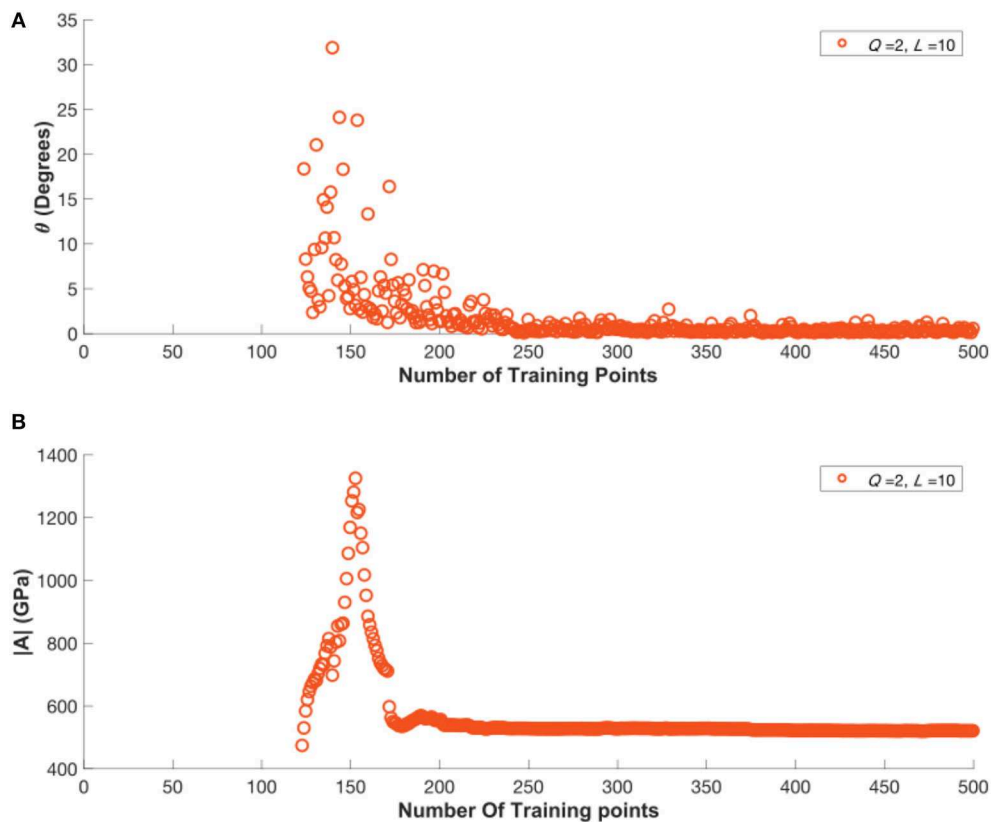 A
35
30
25
20
15
10
5
0
θ (Degrees)
Q =2, L =10
0 50 100 150 200 250 300 350 400 450 500
Number of Training Points
B
1400
1200
1000
800
600
400
|A| (GPa)
Q =2, L =10
0 50 100 150 200 250 300 350 400 450 500
Number Of Training points